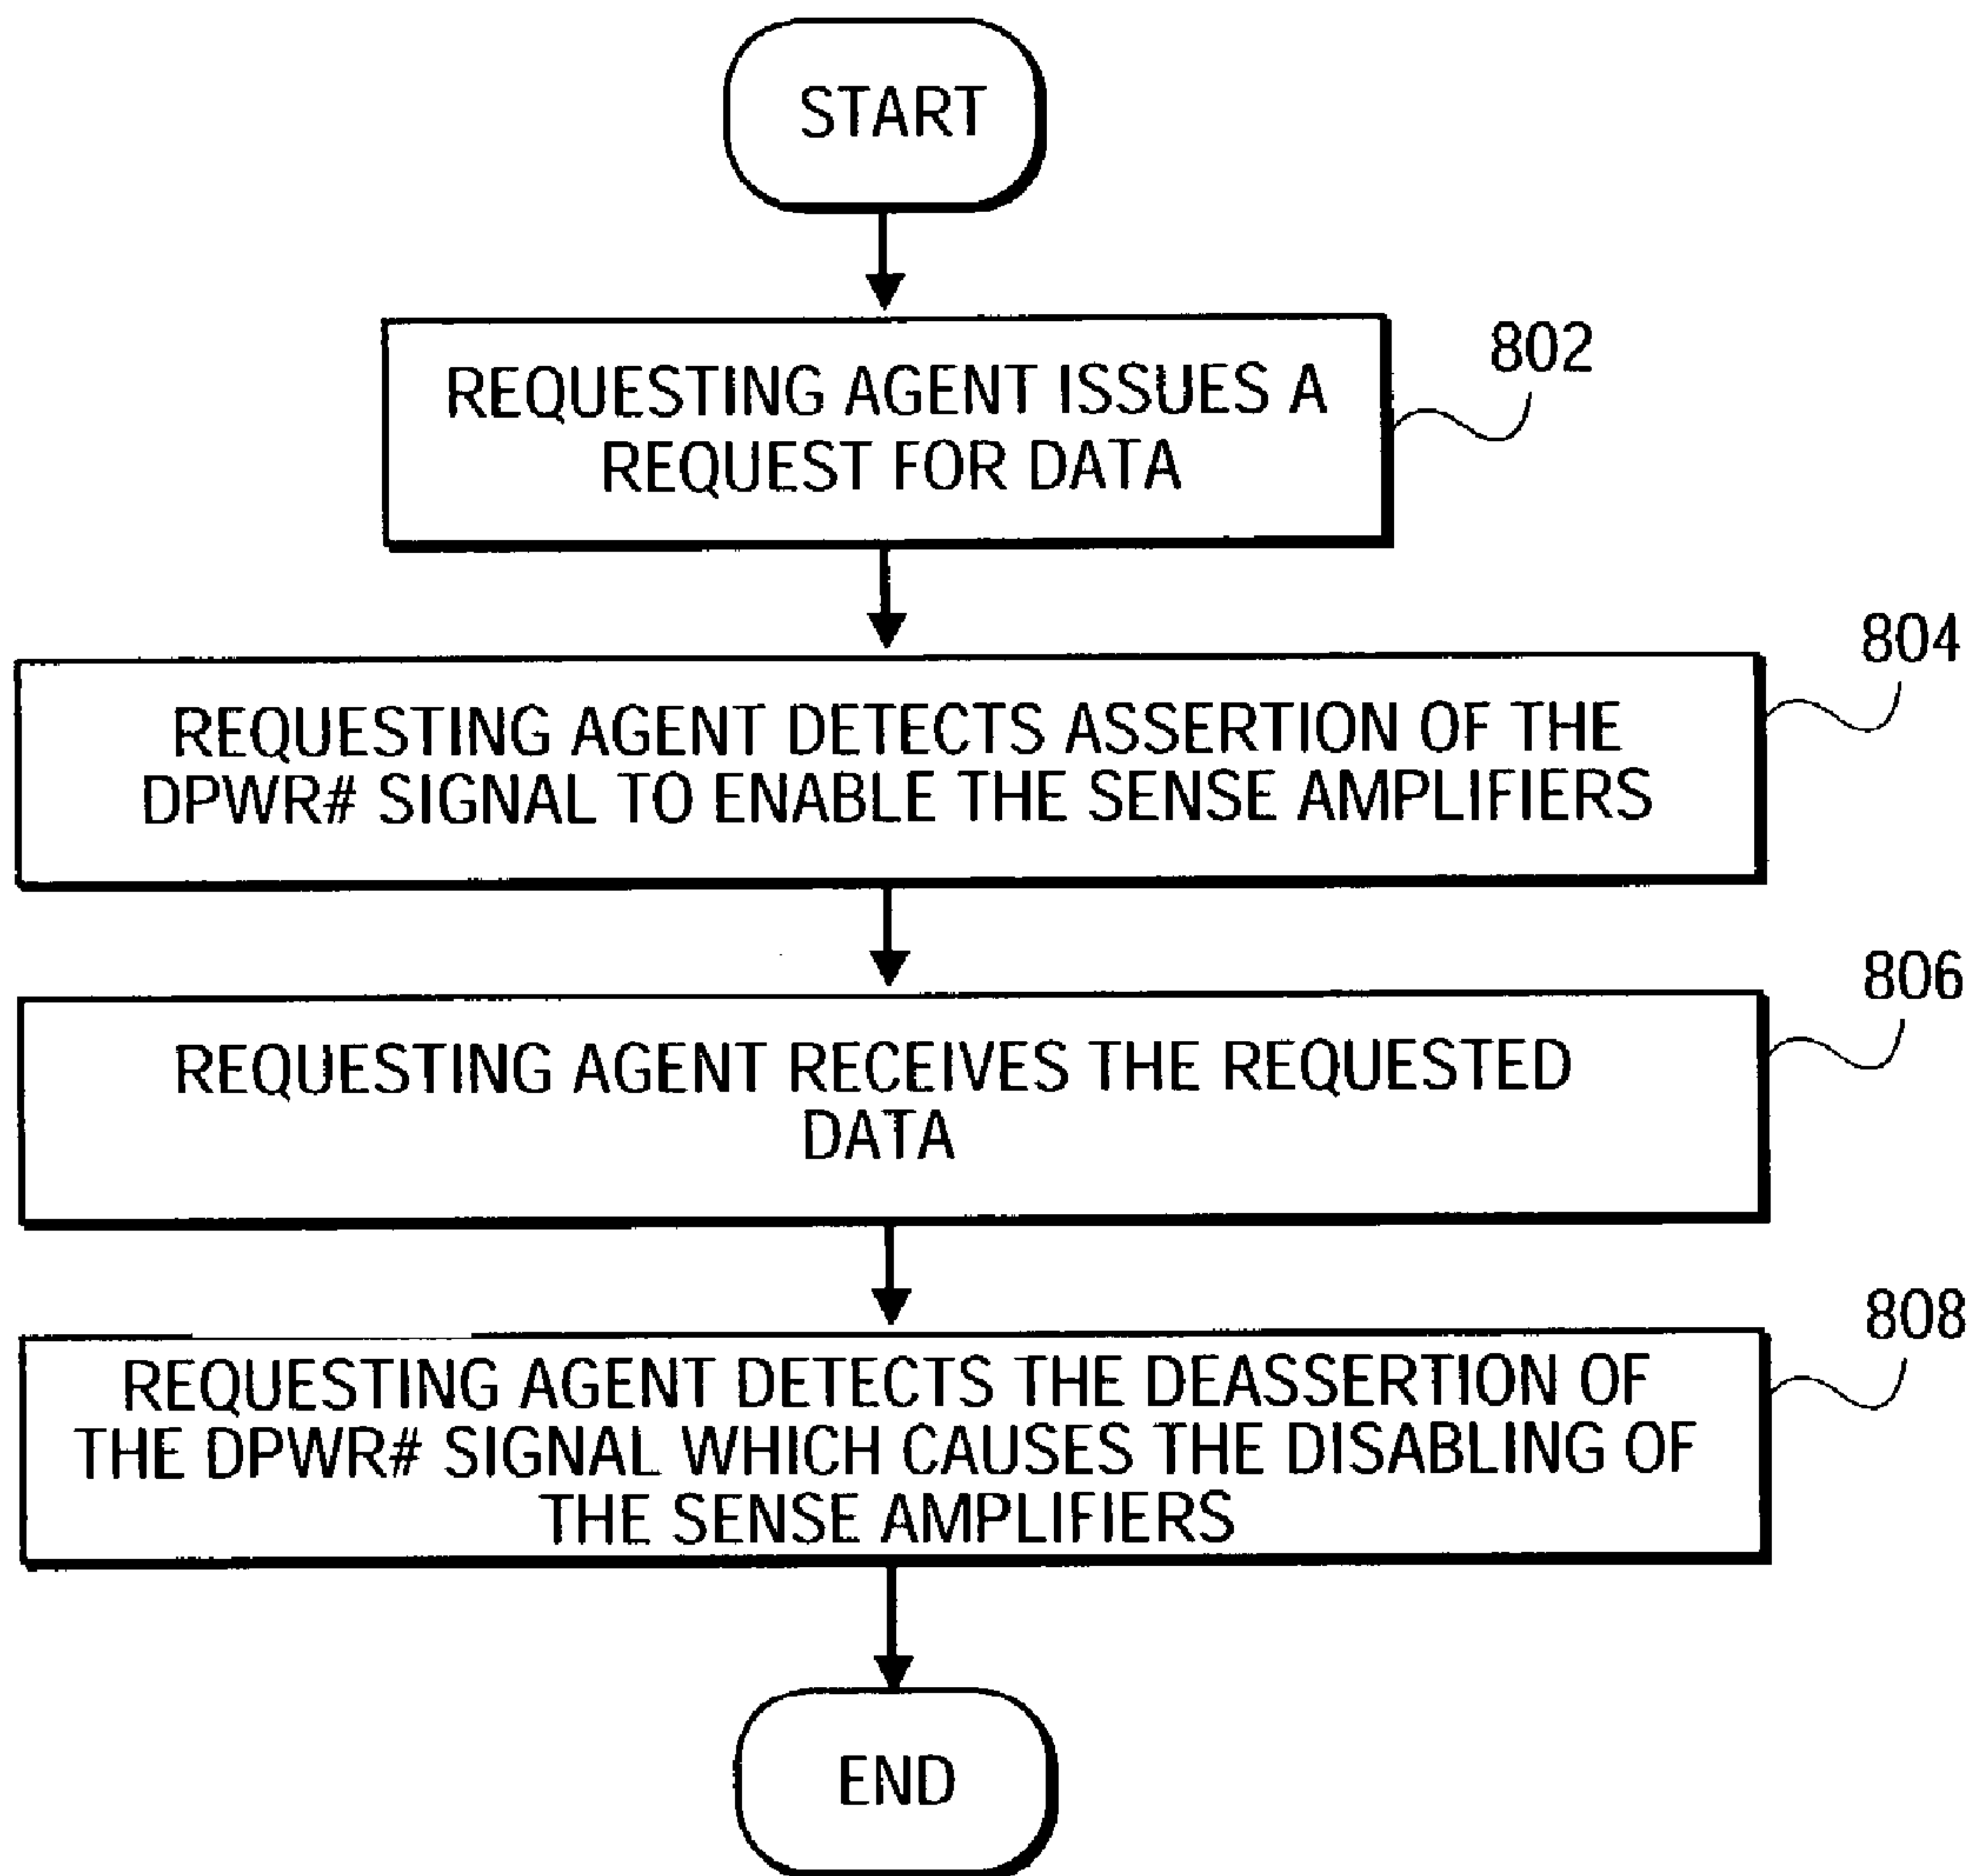 START
802
REQUESTING AGENT ISSUES A
REQUEST FOR DATA
804
REQUESTING AGENT DETECTS ASSERTION OF THE
DPWR# SIGNAL TO ENABLE THE SENSE AMPLIFIERS
806
REQUESTING AGENT RECEIVES THE REQUESTED
DATA
808
REQUESTING AGENT DETECTS THE DEASSERTION OF
THE DPWR# SIGNAL WHICH CAUSES THE DISABLING OF
THE SENSE AMPLIFIERS
END